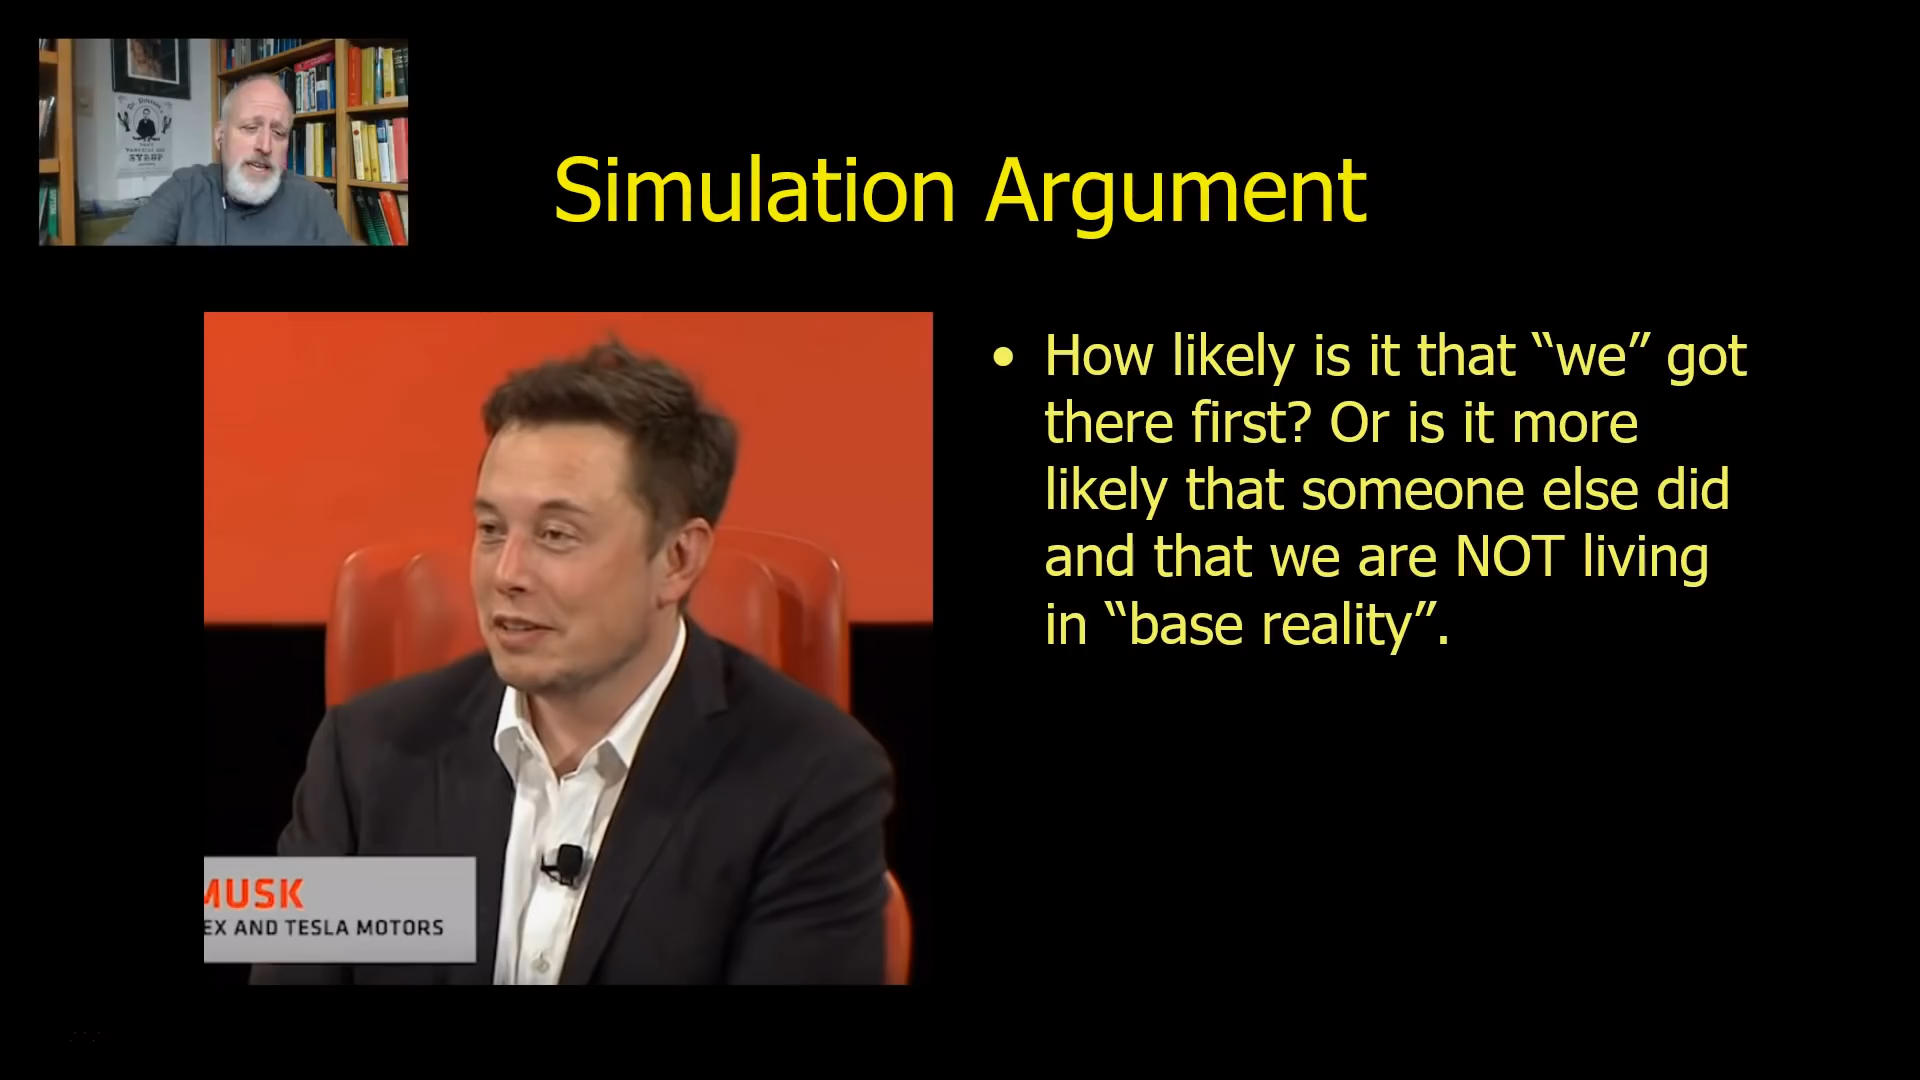 Simulation Argument
• How likely is it that “we” got
there first? Or is it more
likely that someone else did
and that we are NOT living
in “base reality”.
MUSK
EX AND TESLA MOTORS
SYRUP